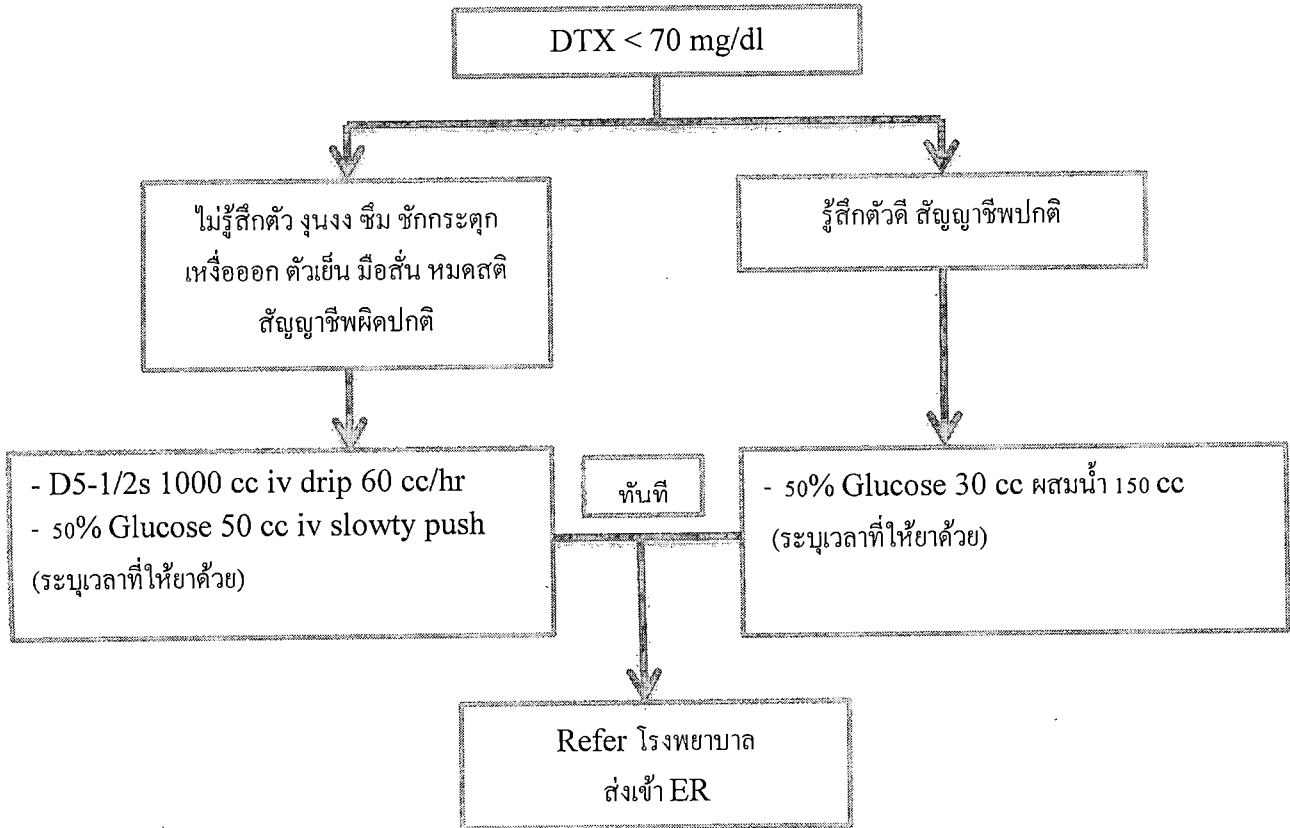 DTX < 70 mg/dl
ไม่รู้สึกตัว งุนงง ซึม ชักกระตุก
เหงื่อออก ตัวเย็น มือสั่น หมดสติ
สัญญาชีพผิดปกติ
รู้สึกตัวดี สัญญาชีพปกติ
- D5-1/2s 1000 cc iv drip 60 cc/hr
- 50% Glucose 50 cc iv slowty push
(ระบุเวลาที่ให้ยาด้วย)
ทันที
- 50% Glucose 30 cc ผสมน้ำ 150 cc
(ระบุเวลาที่ให้ยาด้วย)
Refer โรงพยาบาล
ส่งเข้า ER